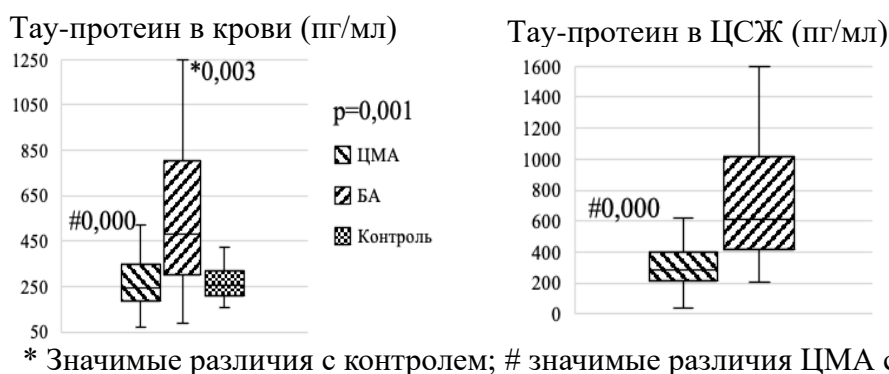 Тау-протеин в крови (пг/мл)
1250
1050
850
650
450
250
50
*0,003
#0,000
p=0,001
ЦМА
БА
Контроль
Тау-протеин в ЦСЖ (пг/мл)
1600
1400
1200
1000
800
600
400
200
0
#0,000
* Значимые различия с контролем; # значимые различия ЦМА с